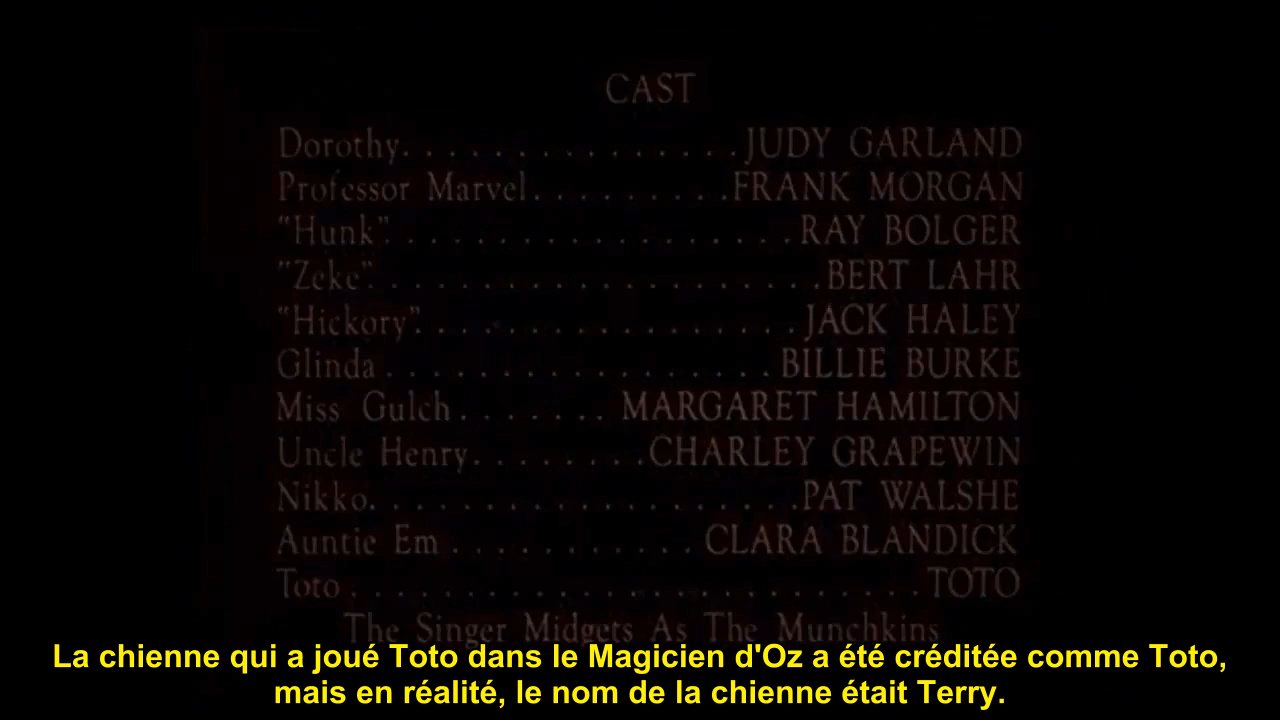 CAST
Dorothy. . . . . . . . . . . . . . . .JUDY GARLAND
Professor Marvel. . . . . . . . .FRANK MORGAN
"Hunk". . . . . . . . . . . . . . . . . .RAY BOLGER
"Zeke". . . . . . . . . . . . . . . . . . . .BERT LAHR
"Hickory". . . . . . . . . . . . . . . . .JACK HALEY
Glinda . . . . . . . . . . . . . . . . . BILLIE BURKE
Miss Gulch . . . . . . . MARGARET HAMILTON
Uncle Henry. . . . . . . .CHARLEY GRAPEWIN
Nikko. . . . . . . . . . . . . . . . . . .PAT WALSHE
Auntie Em . . . . . . . . . . . CLARA BLANDICK
Toto . . . . . . . . . . . . . . . . . . . . . . . . .TOTO
The Singer Midgets As The Munchkins
La chienne qui a joué Toto dans le Magicien d'Oz a été créditée comme Toto,
mais en réalité, le nom de la chienne était Terry.